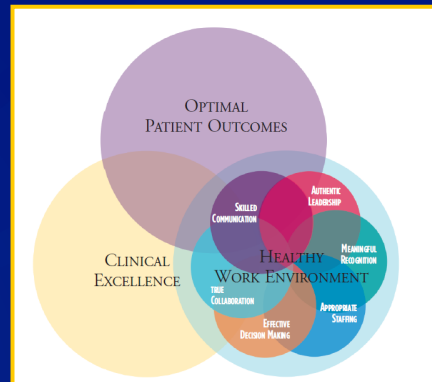 OPTIMAL
PATIENT OUTCOMES
AUTHENTIC
LEADERSHIP
SKILLED
COMMUNICATION
MEANINGFUL
RECOGNITION
HEALTHY
WORK ENVIRONMENT
CLINICAL
EXCELLENCE
TRUE
COLLABORATION
APPROPRIATE
STAFFING
EFFECTIVE
DECISION MAKING